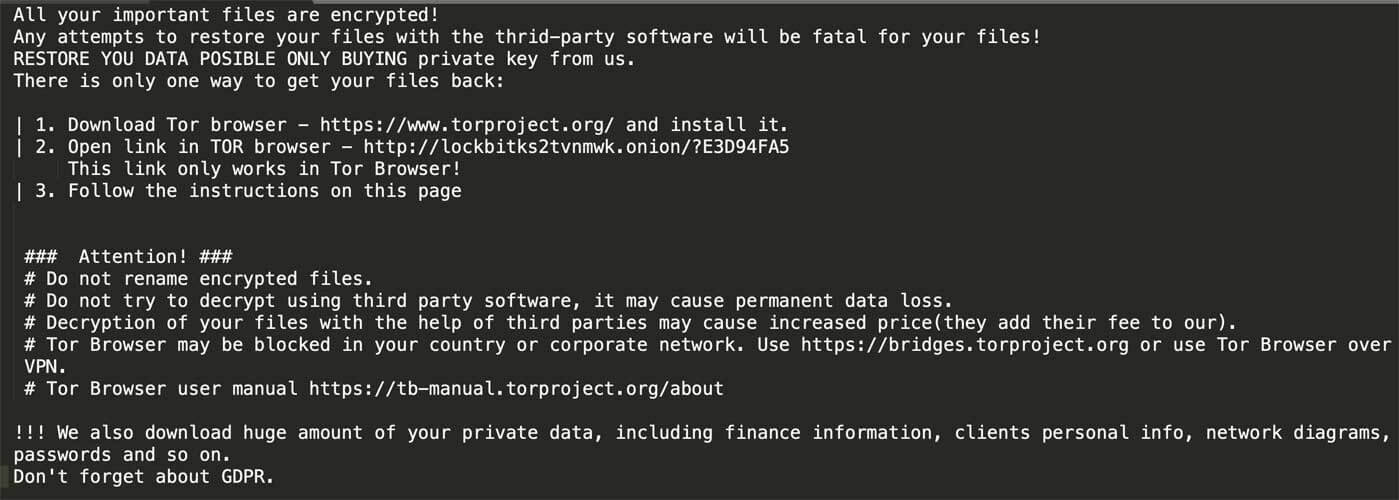 All your important files are encrypted!
Any attempts to restore your files with the thrid-party software will be fatal for your files!
RESTORE YOU DATA POSIBLE ONLY BUYING private key from us.
There is only one way to get your files back:
| 1. Download Tor browser - https://www.torproject.org/ and install it.
| 2. Open link in TOR browser - http://lockbitks2tvnmwk.onion/?E3D94FA5
This link only works in Tor Browser!
| 3. Follow the instructions on this page
### Attention! ###
# Do not rename encrypted files.
# Do not try to decrypt using third party software, it may cause permanent data loss.
# Decryption of your files with the help of third parties may cause increased price(they add their fee to our).
# Tor Browser may be blocked in your country or corporate network. Use https://bridges.torproject.org or use Tor Browser over
VPN.
# Tor Browser user manual https://tb-manual.torproject.org/about
!!! We also download huge amount of your private data, including finance information, clients personal info, network diagrams,
passwords and so on.
Don't forget about GDPR.